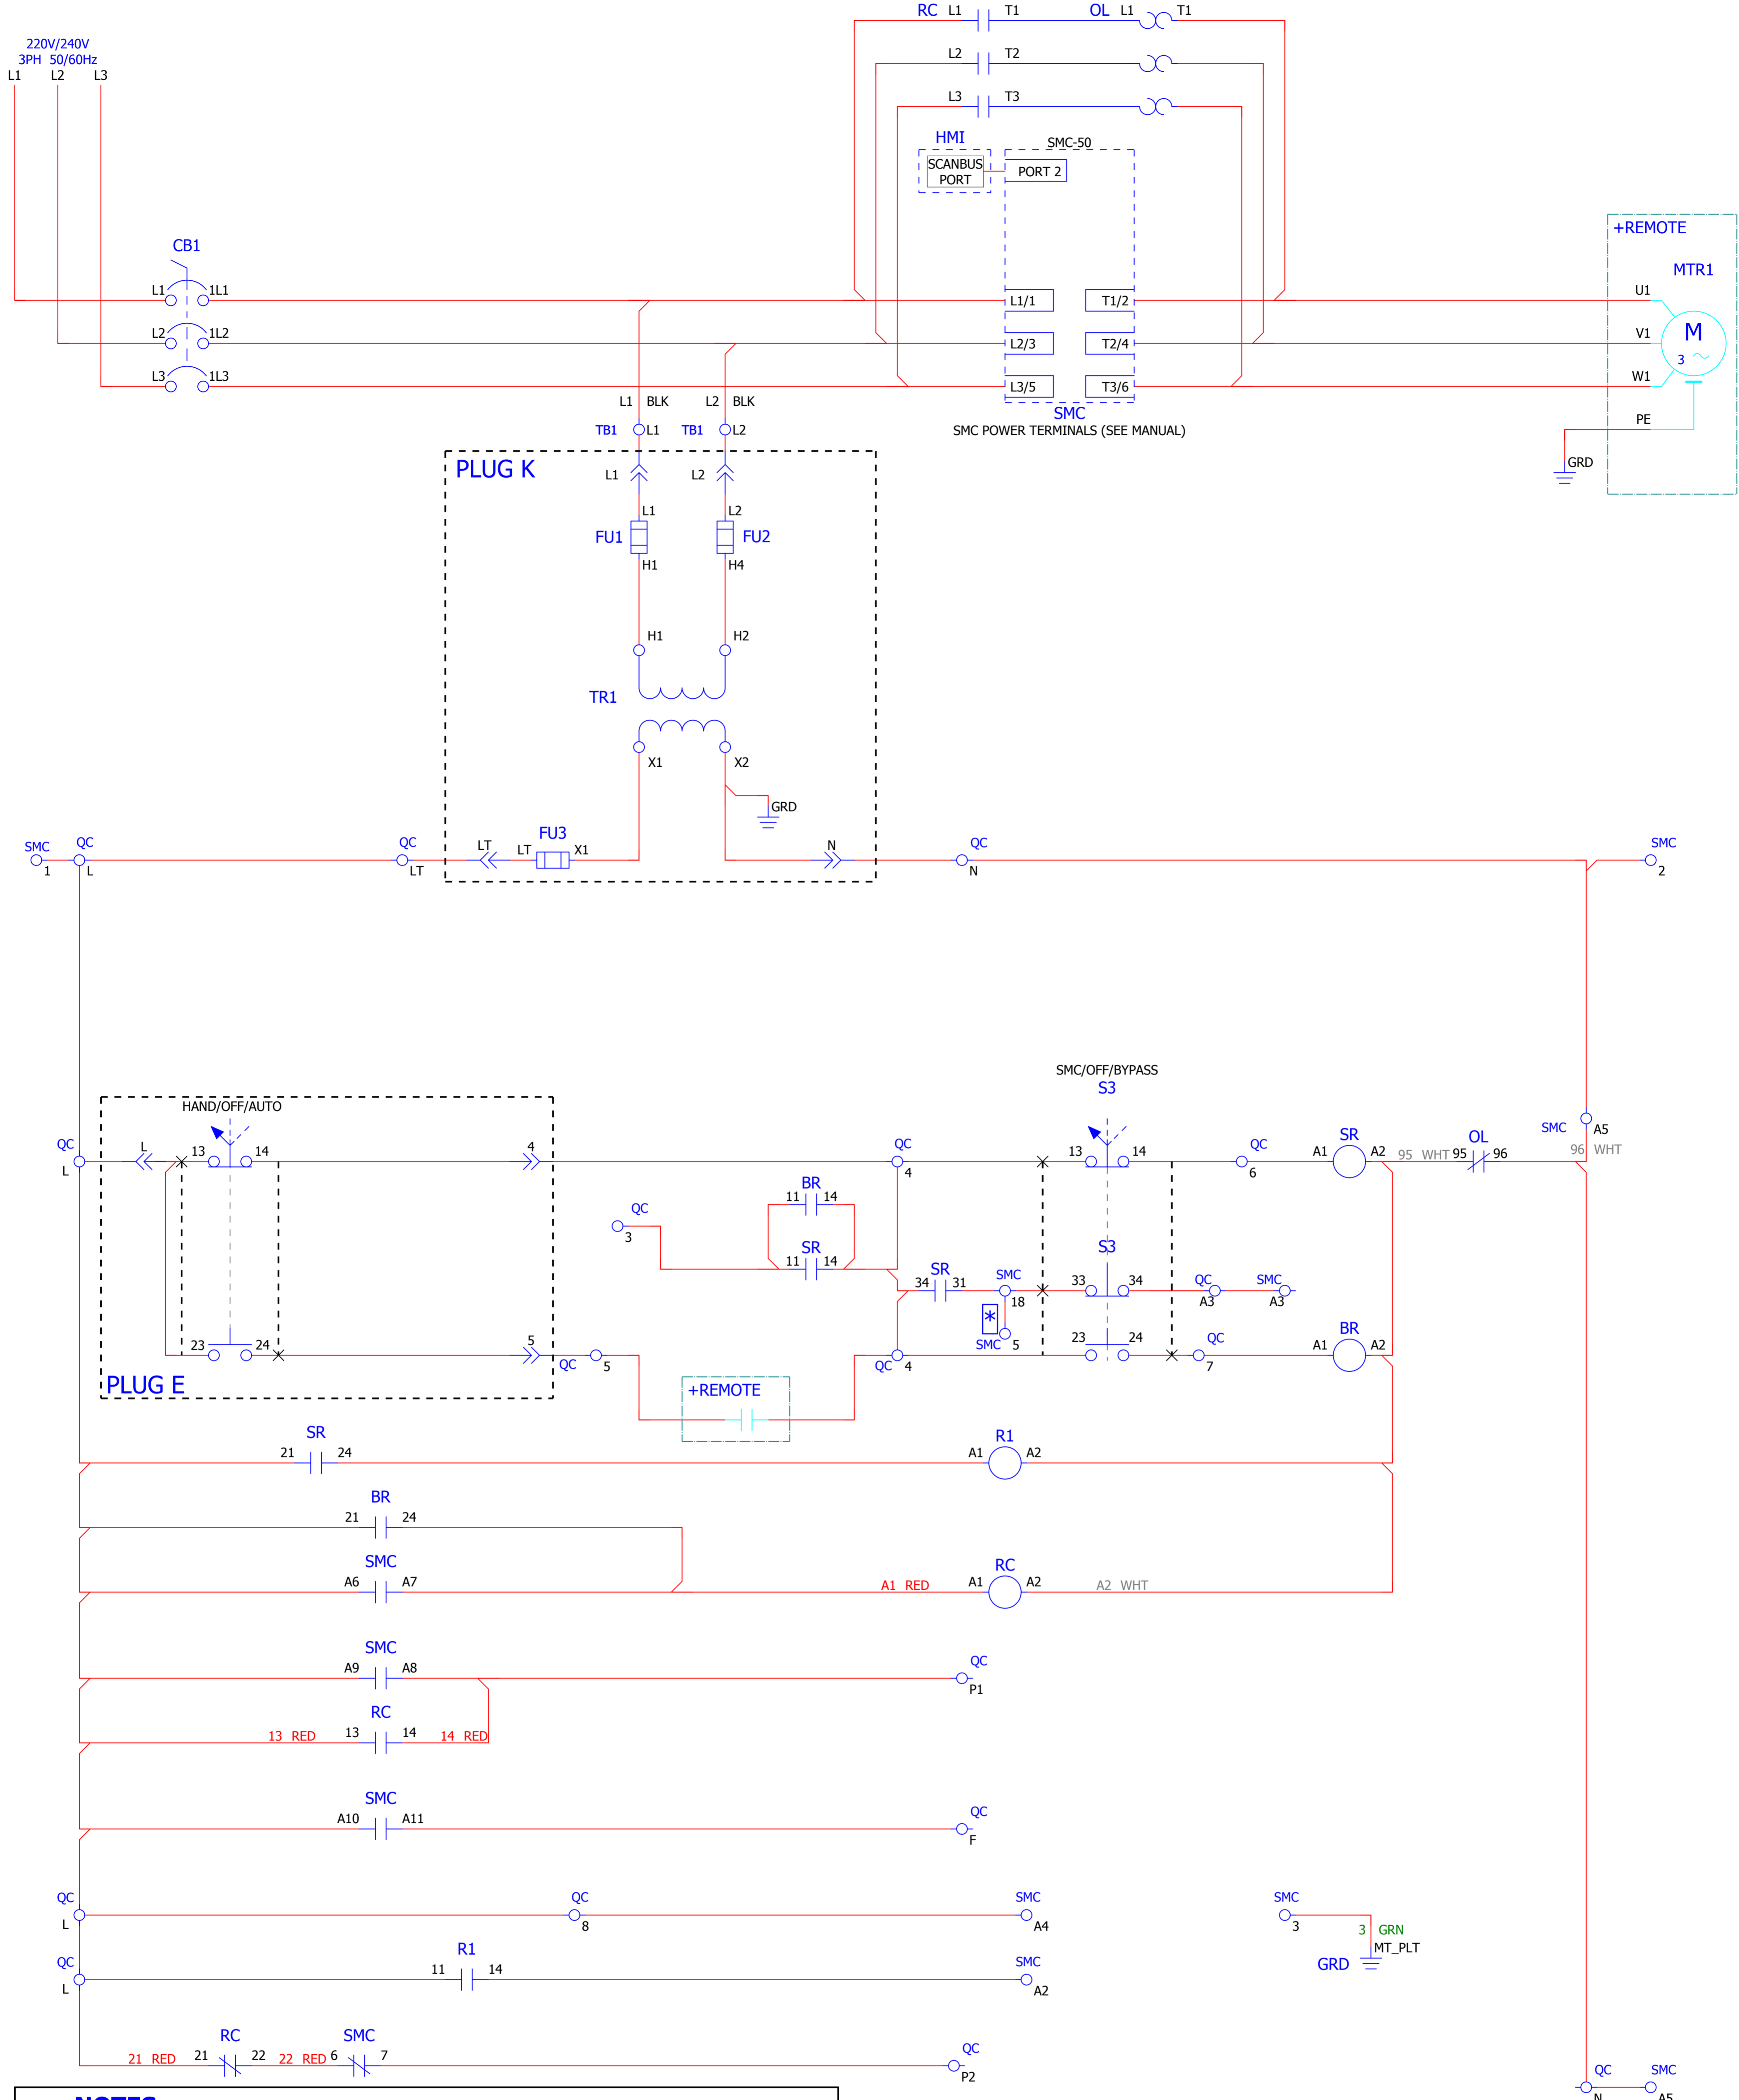 RC L1 T1 OL L1 T1
220V/240V
3PH 50/60Hz
L1 L2 L3
L2 T2
L3 T3
HMI
SMC-50
SCANBUS
PORT
PORT 2
+REMOTE
CB1
MTR1
L1 1L1 L1/1 T1/2 U1
L2 1L2 L2/3 T2/4 V1
M
3
L3 1L3 L3/5 T3/6 W1
L1 BLK L2 BLK
SMC
SMC POWER TERMINALS (SEE MANUAL)
PE
TB1 L1 TB1 L2
GRD
PLUG K
L1 L2
L1 L2
FU1 FU2
H1 H4
H1 H2
TR1
X1 X2
GRD
SMC QC QC FU3 QC SMC
LT LT X1 N
1 L LT N 2
SMC/OFF/BYPASS
HAND/OFF/AUTO
S3
SMC A5
QC L 13 14 4 QC 13 14 QC SR OL
A1 A2 95 WHT 95 96 96 WHT
L 4 6
BR
11 14
QC
3
SR
11 14
S3
SR
34 31 SMC 33 34 QC SMC
18 A3 A3
*
SMC 5
23 24 5 23 24 QC BR
A1 A2
QC 5 QC 4 7
PLUG E
+REMOTE
SR R1
21 24 A1 A2
BR
21 24
SMC RC
A6 A7 A1 RED A1 A2 A2 WHT
SMC
A9 A8 QC
P1
RC
13 RED 13 14 14 RED
SMC
A10 A11 QC
F
QC QC SMC SMC
L 8 A4 3
3 GRN
MT_PLT
GRD
QC R1 SMC
11 14
L A2
RC SMC
21 RED 21 22 22 RED 6 7 QC
P2
QC SMC